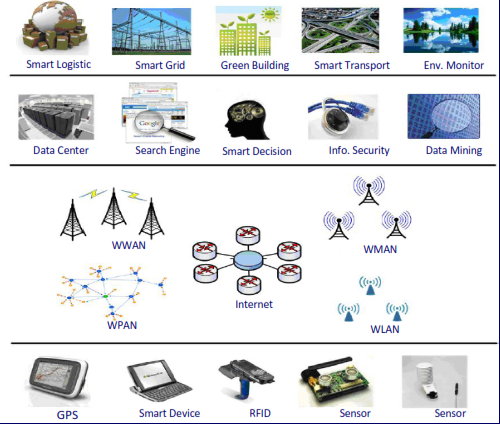 Smart Logistic
Smart Grid
Green Building
Smart Transport
Env. Monitor
Google
Data Center
Search Engine
Smart Decision
Info. Security
Data Mining
WWAN
WMAN
Internet
WPAN
WLAN
GPS
Smart Device
RFID
Sensor
Sensor